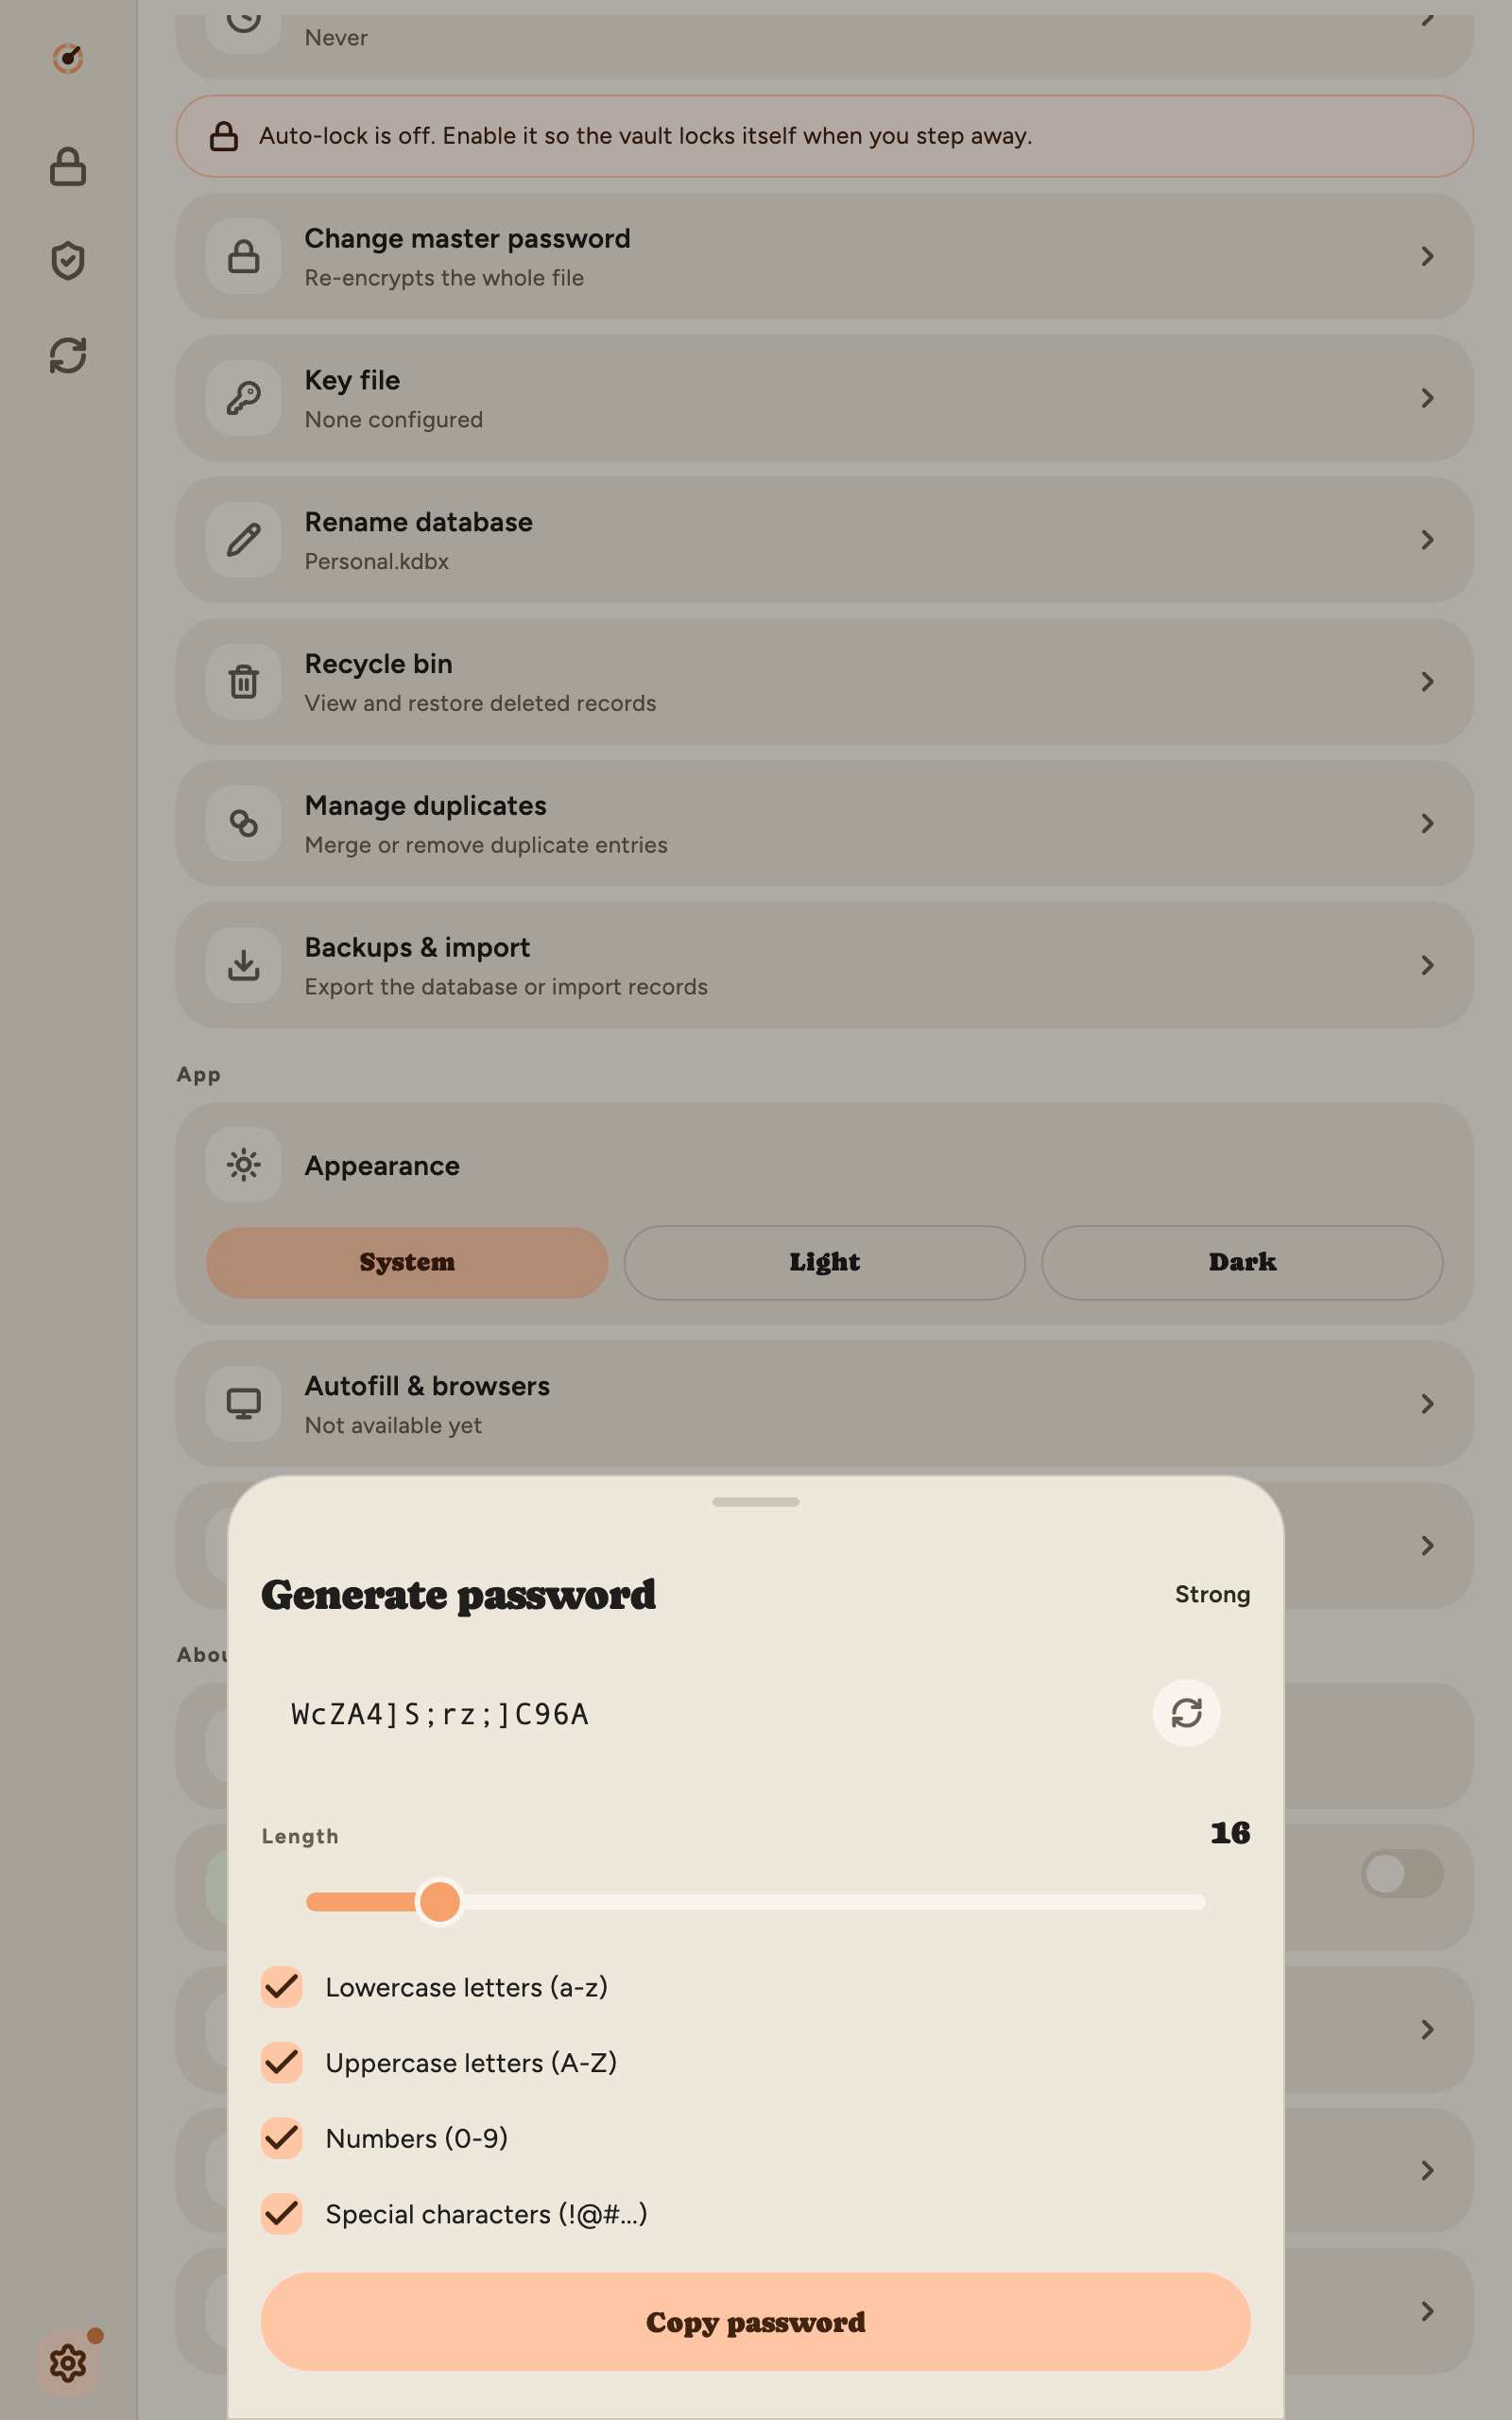 Never
Auto-lock is off. Enable it so the vault locks itself when you step away.
Change master password
Re-encrypts the whole file
Key file
None configured
Rename database
Personal.kdbx
Recycle bin
View and restore deleted records
Manage duplicates
Merge or remove duplicate entries
Backups & import
Export the database or import records
App
Appearance
System
Light
Dark
Autofill & browsers
Not available yet
Generate password
Strong
WcZA4]S;rz;]C96A
Length
16
Lowercase letters (a-z)
Uppercase letters (A-Z)
Numbers (0-9)
Special characters (!@#...)
Copy password